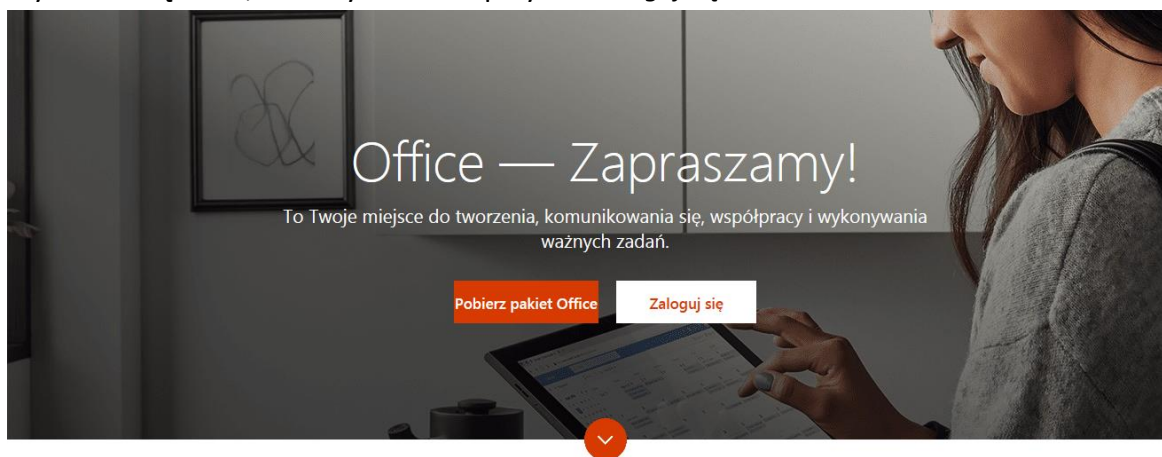 Office — Zapraszamy!
To Twoje miejsce do tworzenia, komunikowania się, współpracy i wykonywania
ważnych zadań.
Pobierz pakiet Office
Zaloguj się